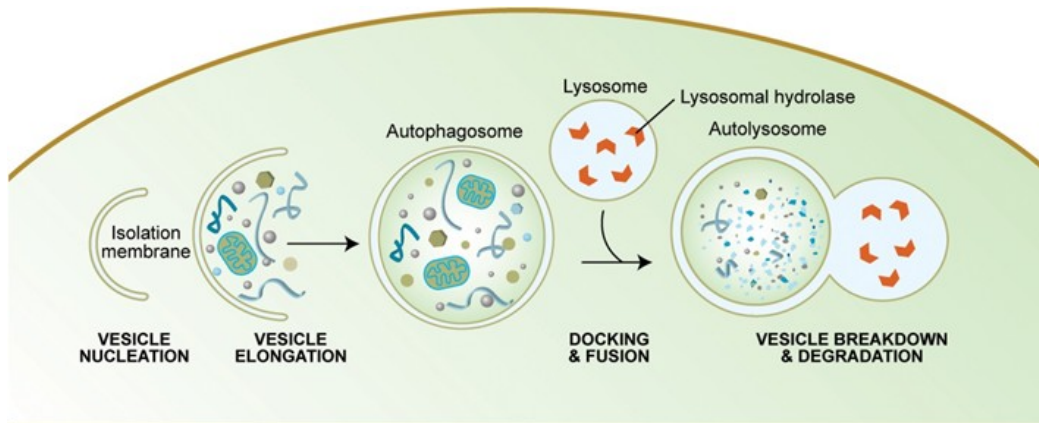 Lysosome
Lysosomal hydrolase
Autophagosome
Autolysosome
Isolation
membrane
VESICLE
NUCLEATION
VESICLE
ELONGATION
DOCKING
& FUSION
VESICLE BREAKDOWN
& DEGRADATION